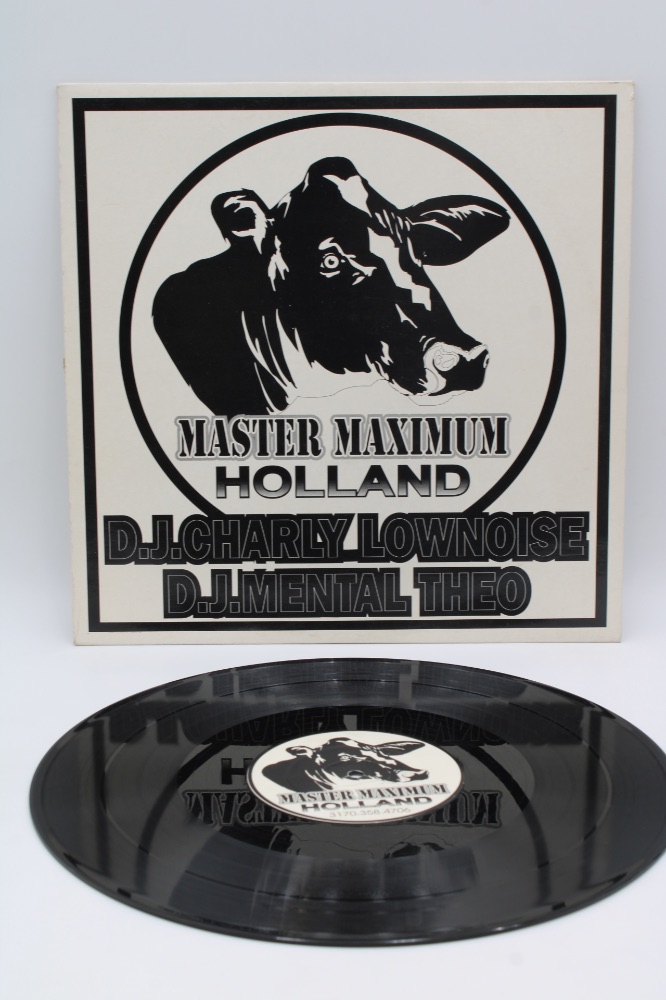 MASTER MAXIMUM
HOLLAND
D.J.CHARLY LOWNOISE
D.J.MENTAL THEO
MASTER MAXIMUM
HOLLAND
3170.358.4706